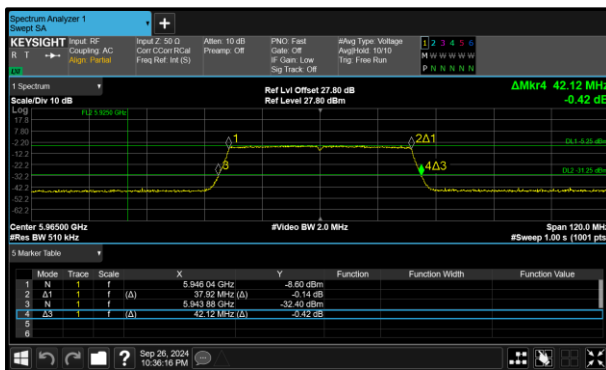 Spectrum Analyzer 1
Swept SA
KEYSIGHT Input: RF Input Z: 50 Ω Atten: 10 dB PNO: Fast #Avg Type: Voltage 1 2 3 4 5 6
R T Coupling: AC Corr CCorr RCal Preamp: Off Gate: Off Avg|Hold: 10/10 M W W W W W
Align: Partial Freq Ref: Int (S) IF Gain: Low Trig: Free Run
Sig Track: Off P N N N N N
1 Spectrum Ref Lvl Offset 27.80 dB ΔMkr4 42.12 MHz
Scale/Div 10 dB Ref Level 27.80 dBm -0.42 dB
Log
17.8
7.80
-2.20
-12.2
-22.2
-32.2
-42.2
-52.2
-62.2
FL2 5.9250 GHz
1
2Δ1
DL1 -5.25 dBm
3
4Δ3
DL2 -31.25 dBm
Center 5.96500 GHz #Video BW 2.0 MHz Span 120.0 MHz
#Res BW 510 kHz #Sweep 1.00 s (1001 pts
5 Marker Table
Mode Trace Scale X Y Function Function Width Function Value
1 N 1 f 5.946 04 GHz -8.60 dBm
2 Δ1 1 f (Δ) 37.92 MHz (Δ) -0.14 dB
3 N 1 f 5.943 88 GHz -32.40 dBm
4 Δ3 1 f (Δ) 42.12 MHz (Δ) -0.42 dB
5
6
? Sep 26, 2024
10:36:16 PM